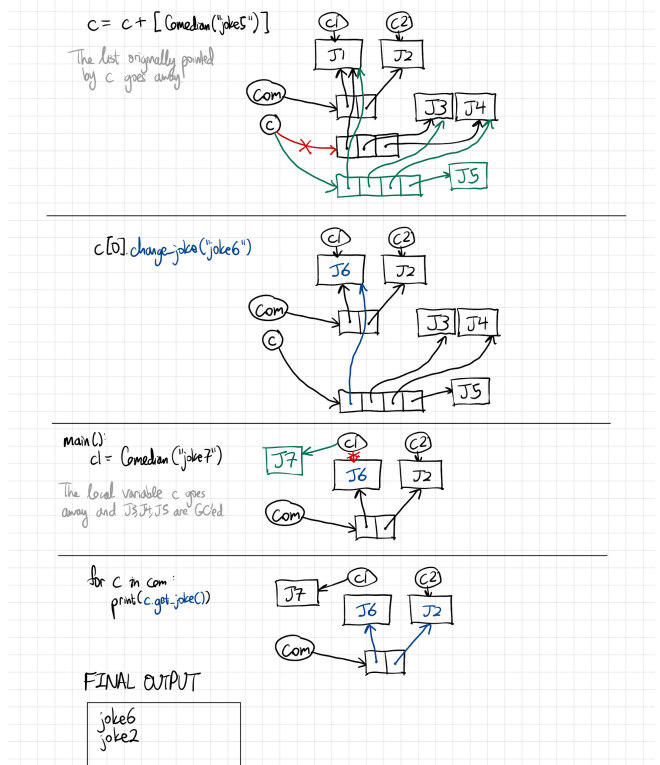 c = c + [Comedian("joke5")]
The list orignally pointed
by c goes away
c1 c2
J1 J2
Com
J3 J4
c
J5
c[0].change_joke("joke6")
c1 c2
J6 J2
Com
J3 J4
c
J5
main():
c1 = Comedian("joke7")
The local variable c goes
away and J3,J4,J5 are GC'ed.
c1 c2
J7
J6 J2
Com
for c in com:
print(c.get_joke())
c1 c2
J7
J6 J2
Com
FINAL OUTPUT
joke6
joke2